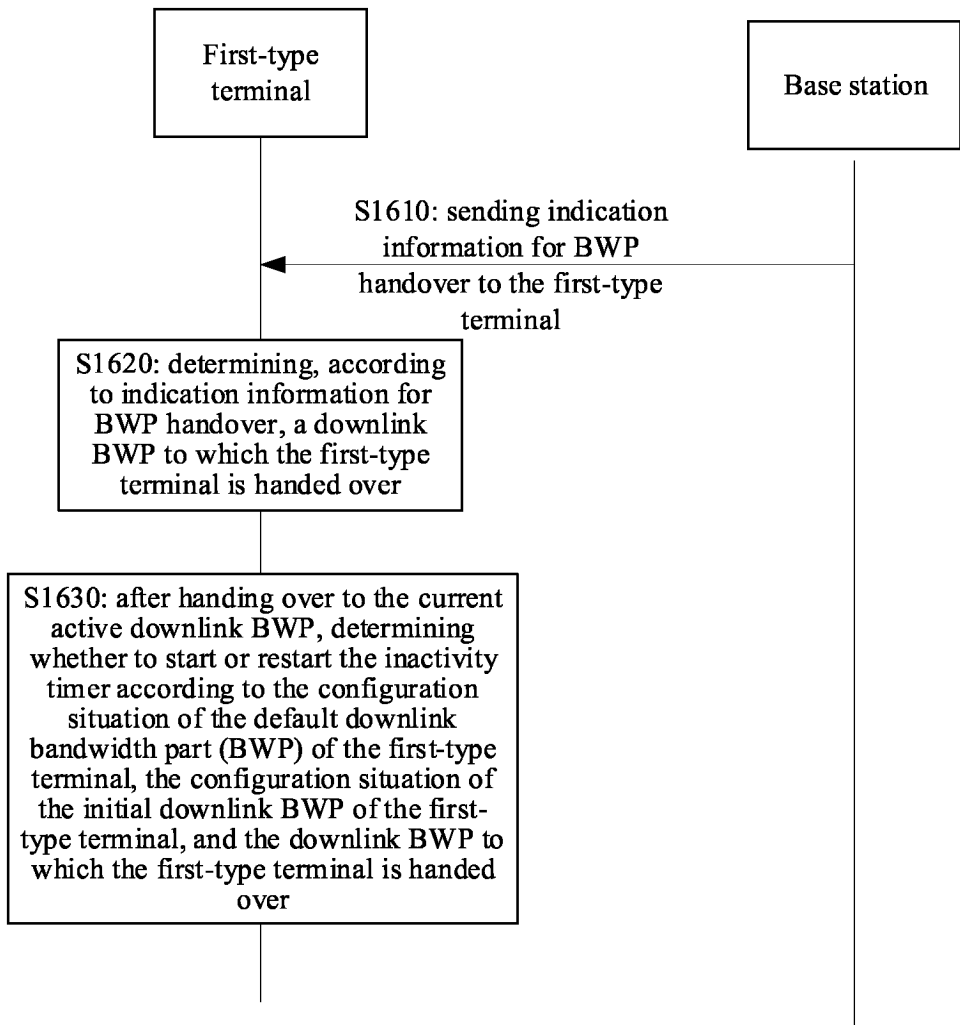 First-type
terminal
Base station
S1610: sending indication
information for BWP
handover to the first-type
terminal
S1620: determining, according
to indication information for
BWP handover, a downlink
BWP to which the first-type
terminal is handed over
S1630: after handing over to the current
active downlink BWP, determining
whether to start or restart the inactivity
timer according to the configuration
situation of the default downlink
bandwidth part (BWP) of the first-type
terminal, the configuration situation of
the initial downlink BWP of the first-
type terminal, and the downlink BWP to
which the first-type terminal is handed
over